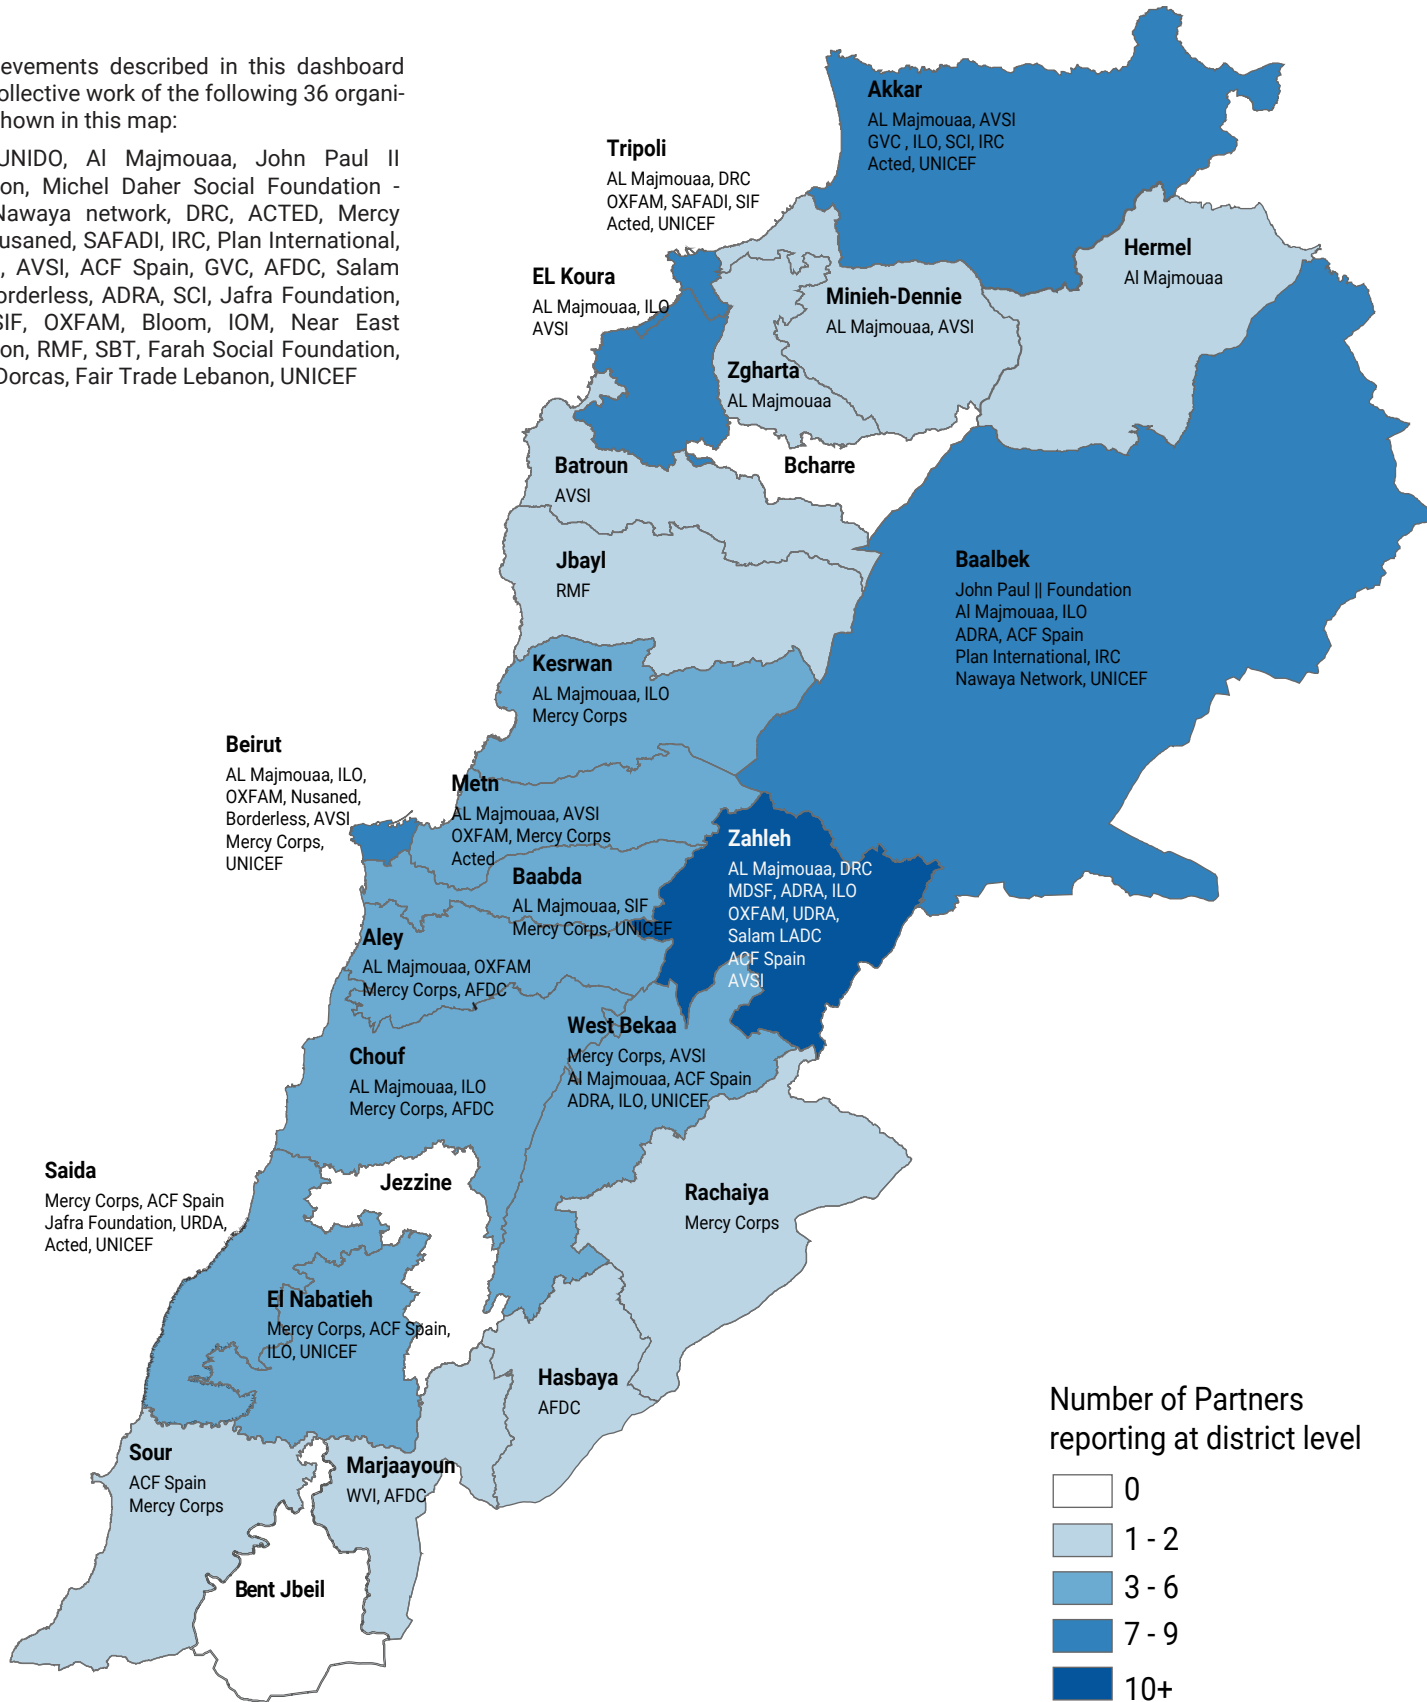 evements described in this dashboard
ollective work of the following 36 organi-
hown in this map:
UNIDO, Al Majmouaa, John Paul II
on, Michel Daher Social Foundation -
Nawaya network, DRC, ACTED, Mercy
usaned, SAFADI, IRC, Plan International,
, AVSI, ACF Spain, GVC, AFDC, Salam
orderless, ADRA, SCI, Jafra Foundation,
SIF, OXFAM, Bloom, IOM, Near East
on, RMF, SBT, Farah Social Foundation,
Dorcas, Fair Trade Lebanon, UNICEF
Akkar
AL Majmouaa, AVSI
GVC , ILO, SCI, IRC
Acted, UNICEF
Tripoli
AL Majmouaa, DRC
OXFAM, SAFADI, SIF
Acted, UNICEF
Hermel
Al Majmouaa
EL Koura
AL Majmouaa, ILO
AVSI
Minieh-Dennie
AL Majmouaa, AVSI
Zgharta
AL Majmouaa
Bcharre
Batroun
AVSI
Jbayl
RMF
Baalbek
John Paul || Foundation
Al Majmouaa, ILO
ADRA, ACF Spain
Plan International, IRC
Nawaya Network, UNICEF
Kesrwan
AL Majmouaa, ILO
Mercy Corps
Beirut
AL Majmouaa, ILO,
OXFAM, Nusaned,
Borderless, AVSI
Mercy Corps,
UNICEF
Metn
AL Majmouaa, AVSI
OXFAM, Mercy Corps
Acted
Zahleh
AL Majmouaa, DRC
MDSF, ADRA, ILO
OXFAM, UDRA,
Salam LADC
ACF Spain
AVSI
Baabda
AL Majmouaa, SIF
Mercy Corps, UNICEF
Aley
AL Majmouaa, OXFAM
Mercy Corps, AFDC
West Bekaa
Mercy Corps, AVSI
Al Majmouaa, ACF Spain
ADRA, ILO, UNICEF
Chouf
AL Majmouaa, ILO
Mercy Corps, AFDC
Saida
Mercy Corps, ACF Spain
Jafra Foundation, URDA,
Acted, UNICEF
Jezzine
Rachaiya
Mercy Corps
El Nabatieh
Mercy Corps, ACF Spain,
ILO, UNICEF
Hasbaya
AFDC
Sour
ACF Spain
Mercy Corps
Marjaayoun
WVI, AFDC
Bent Jbeil
Number of Partners
reporting at district level
0
1 - 2
3 - 6
7 - 9
10+